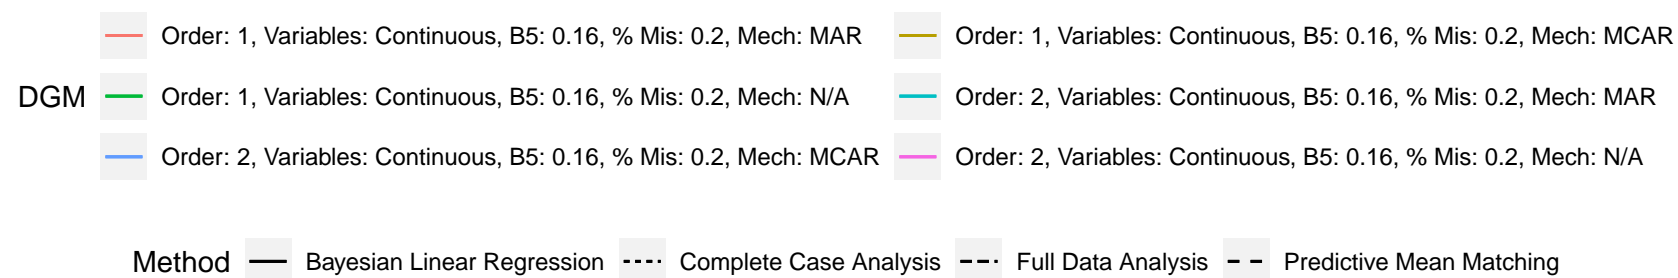 Order: 1, Variables: Continuous, B5: 0.16, % Mis: 0.2, Mech: MAR Order: 1, Variables: Continuous, B5: 0.16, % Mis: 0.2, Mech: MCAR
DGM Order: 1, Variables: Continuous, B5: 0.16, % Mis: 0.2, Mech: N/A Order: 2, Variables: Continuous, B5: 0.16, % Mis: 0.2, Mech: MAR
Order: 2, Variables: Continuous, B5: 0.16, % Mis: 0.2, Mech: MCAR Order: 2, Variables: Continuous, B5: 0.16, % Mis: 0.2, Mech: N/A
Method Bayesian Linear Regression Complete Case Analysis Full Data Analysis Predictive Mean Matching